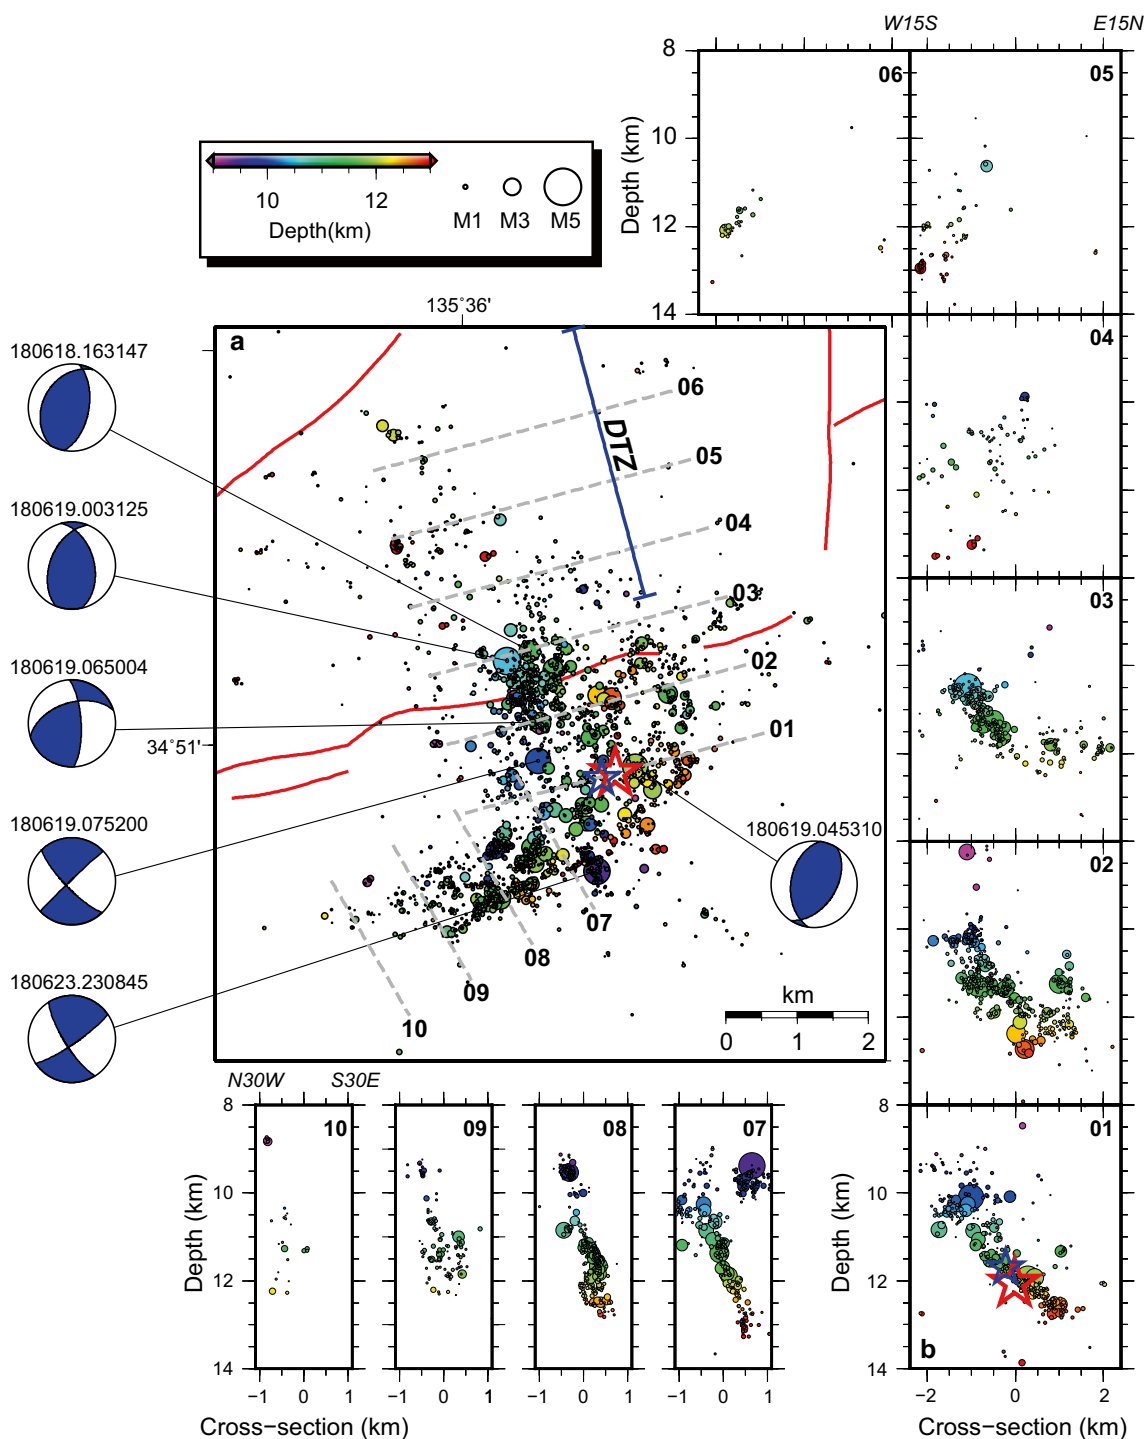 W15S E15N
8
10
12
14
Depth (km)
06
05
10 12
Depth(km)
M1 M3 M5
135°36'
a
04
180618.163147
06
DTZ
05
180619.003125
04
03
03
02
180619.065004
01
34°51'
180619.075200
180619.045310
02
07
08
180623.230845
09
km
10
0 2
N30W S30E
8
10
12
14
Depth (km)
10
09
08
07
8
10
12
14
Depth (km)
01
b
−1 0 1
−1 0 1
−1 0 1
−1 0 1
−2 0 2
Cross−section (km)
Cross−section (km)